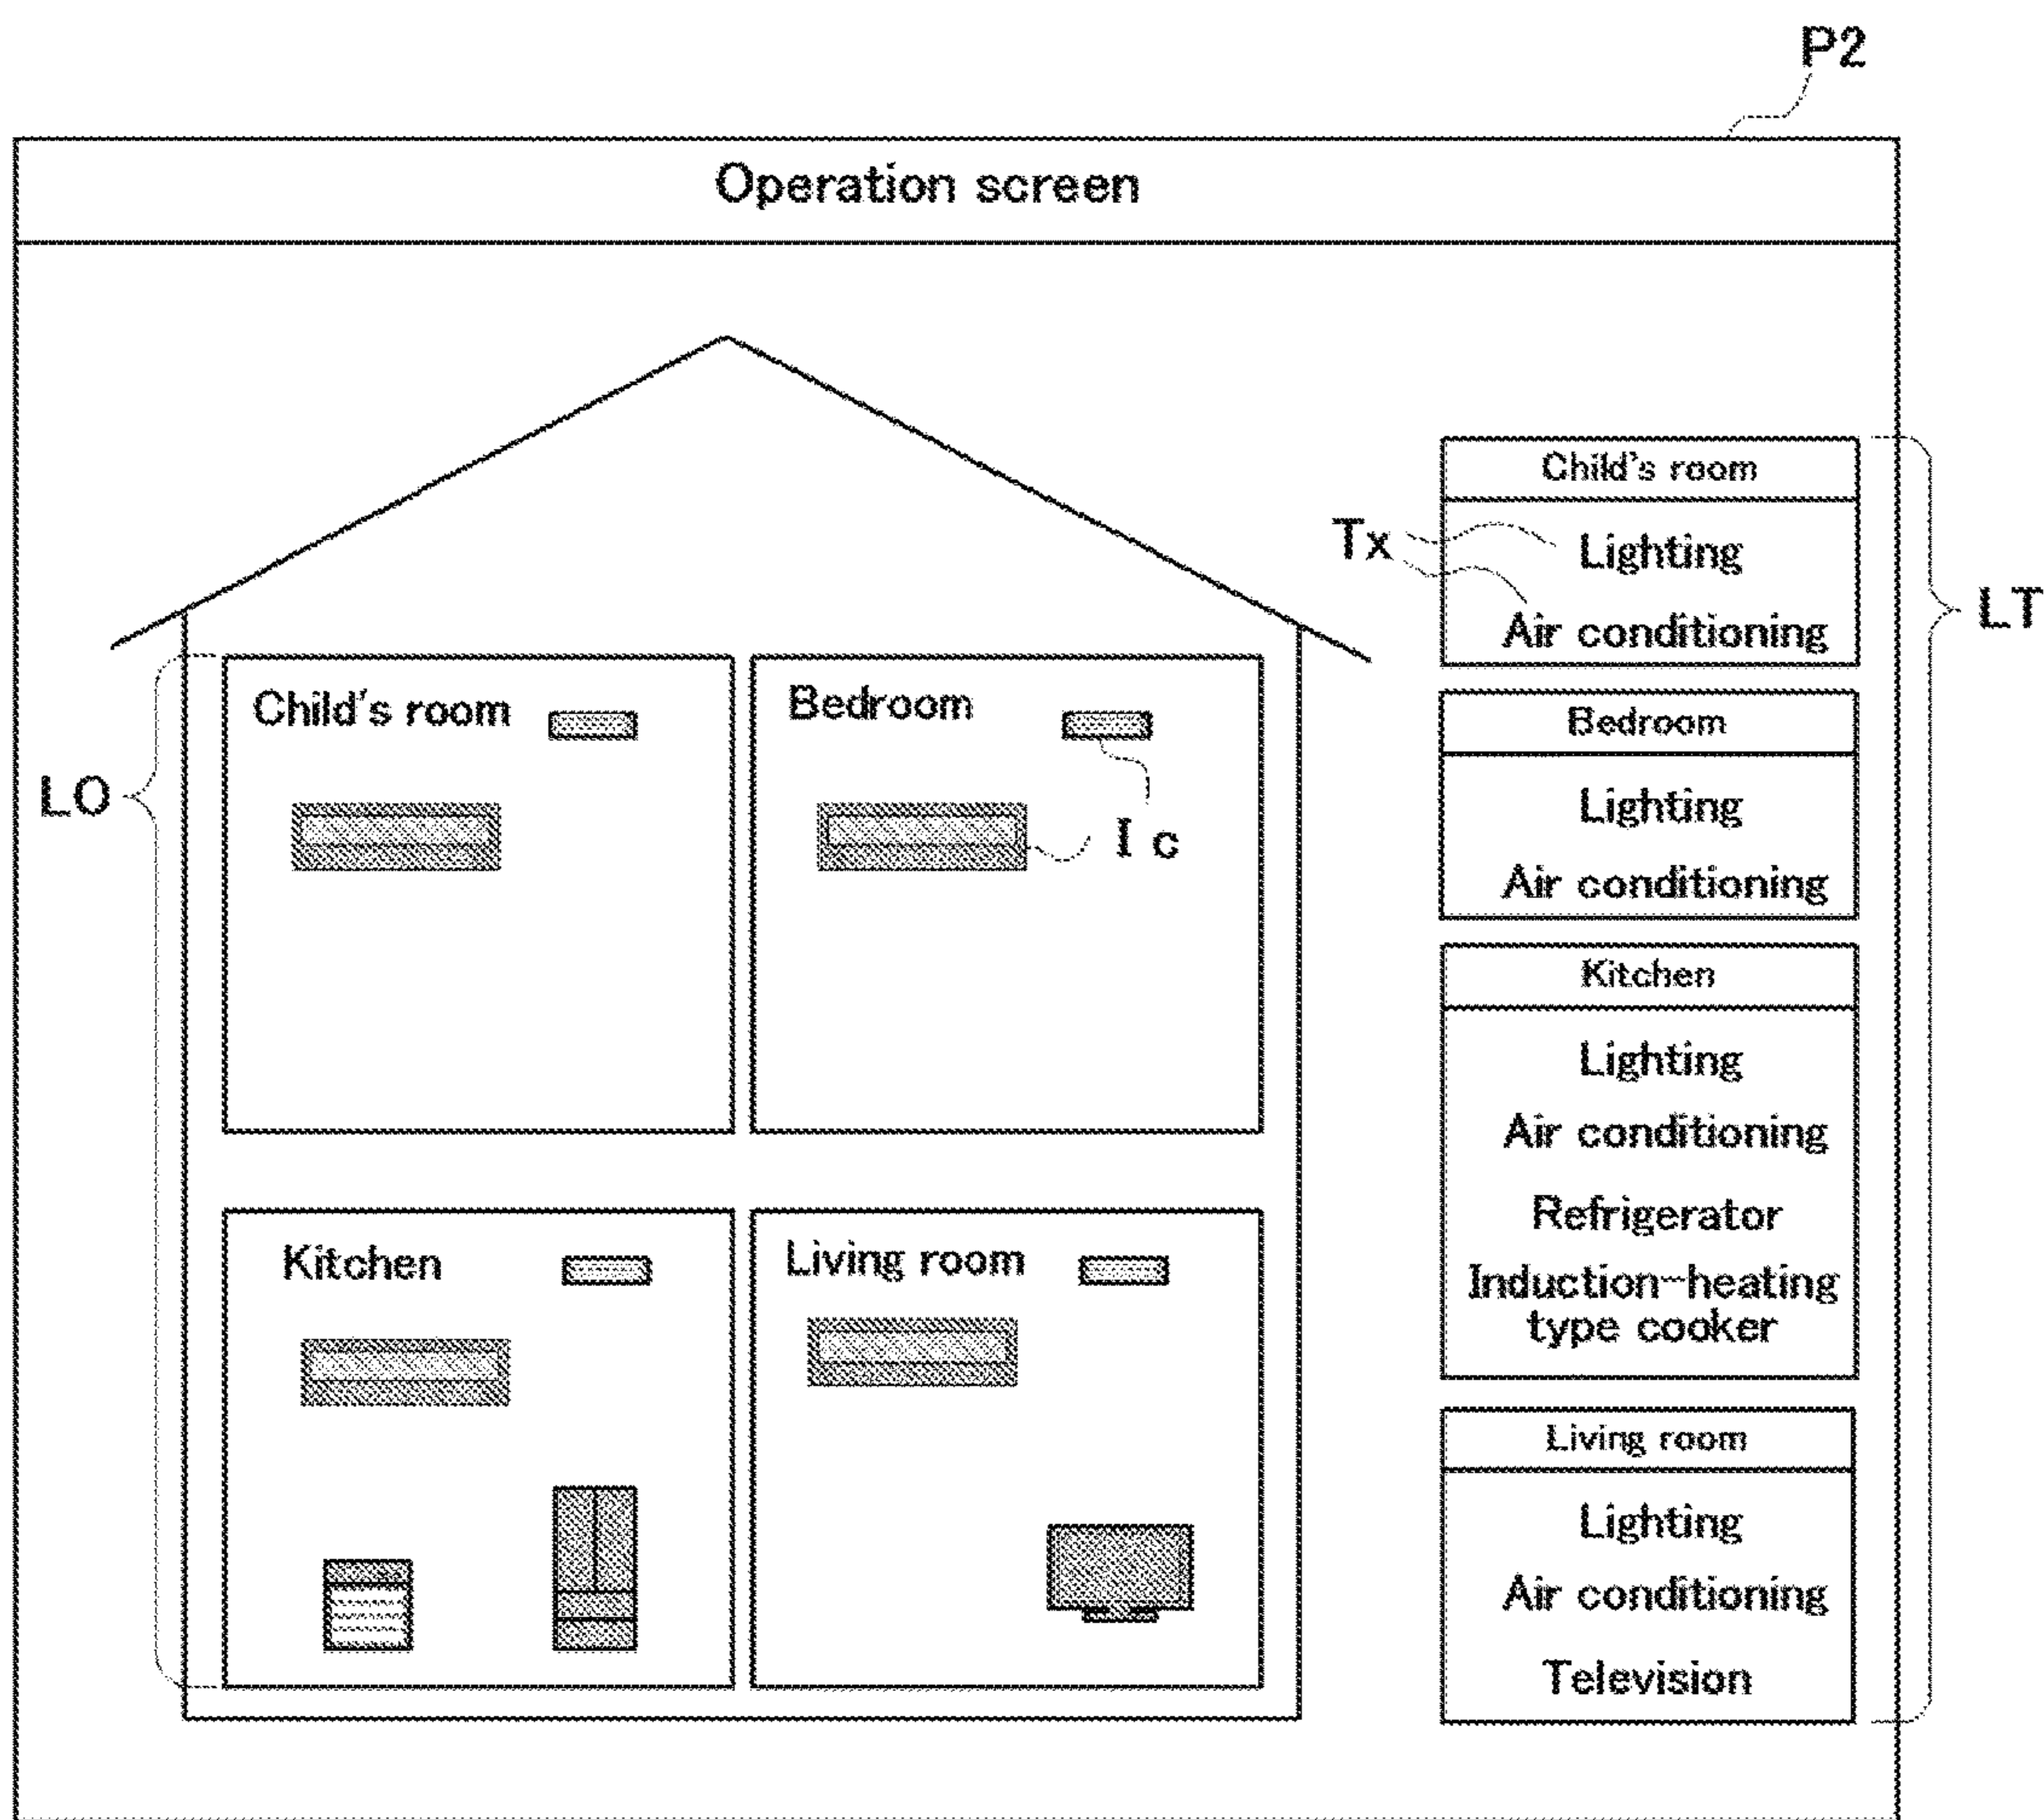 P2
Operation screen
LO
Child's room
Bedroom
Ic
Kitchen
Living room
Tx
LT
Child's room
Lighting
Air conditioning
Bedroom
Lighting
Air conditioning
Kitchen
Lighting
Air conditioning
Refrigerator
Induction-heating
type cooker
Living room
Lighting
Air conditioning
Television